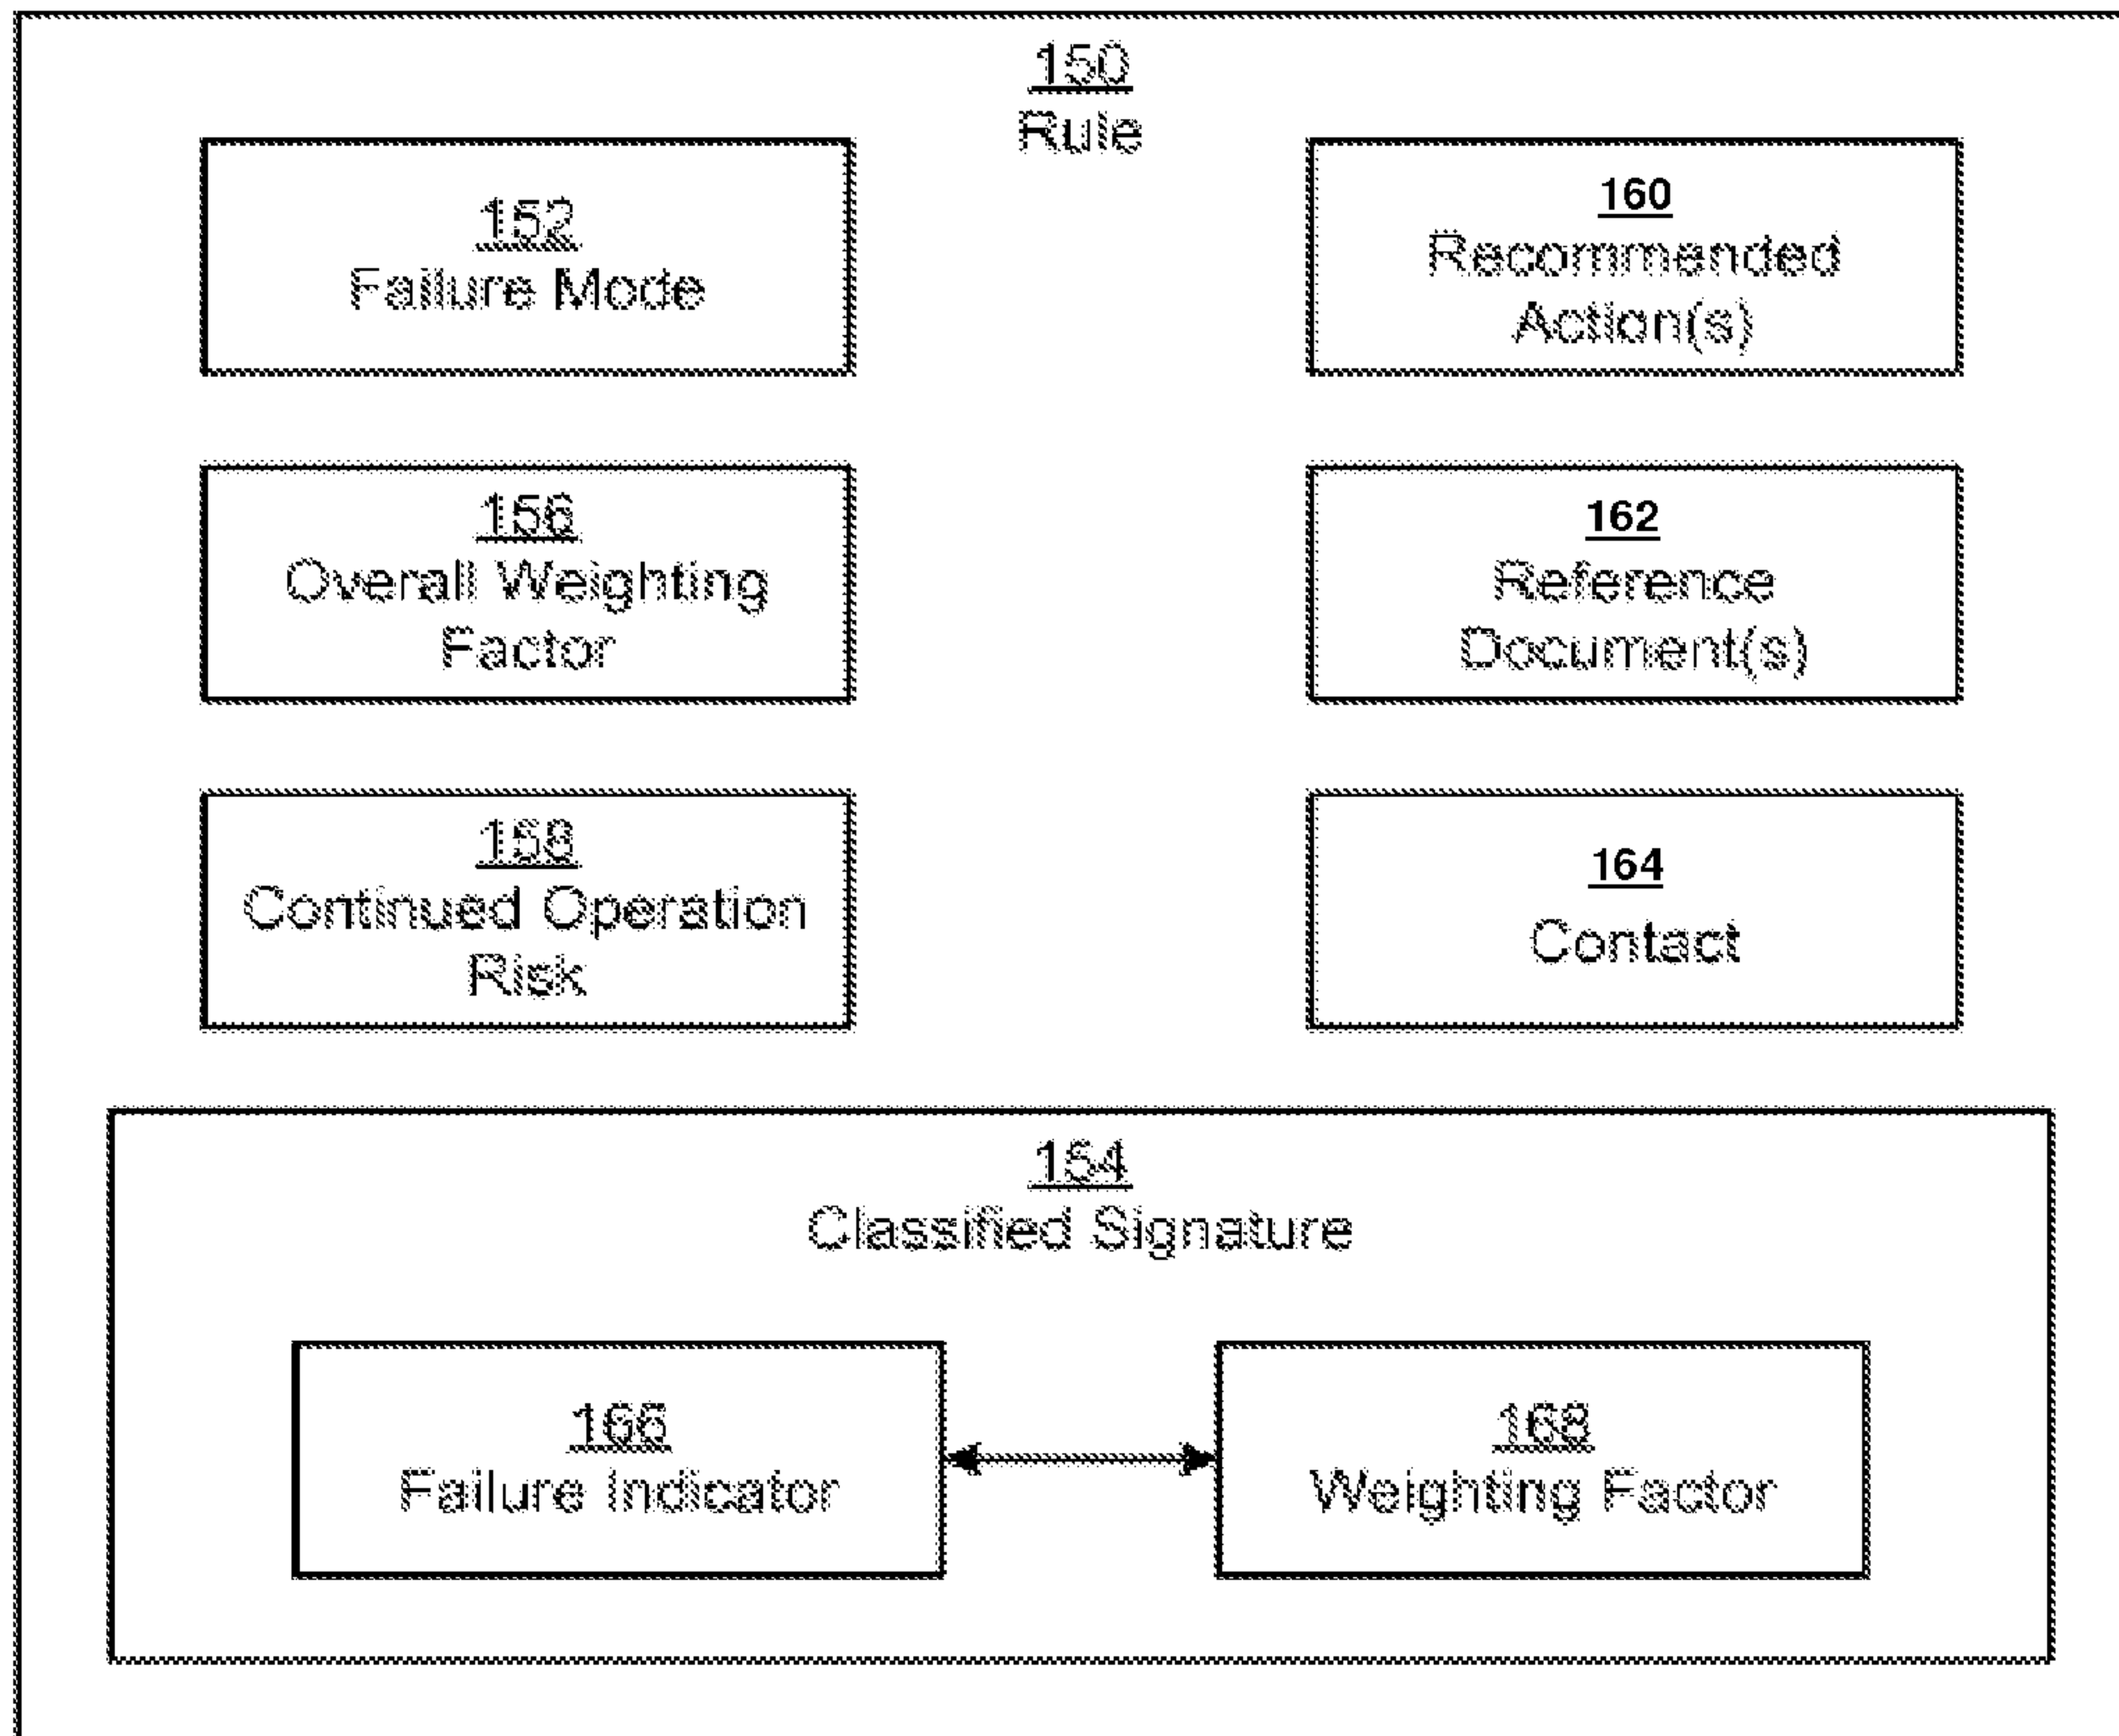 150
Rule
152
Failure Mode
160
Recommended
Action(s)
156
Overall Weighting
Factor
162
Reference
Document(s)
158
Continued Operation
Risk
164
Contact
154
Classified Signature
166
Failure Indicator
168
Weighting Factor